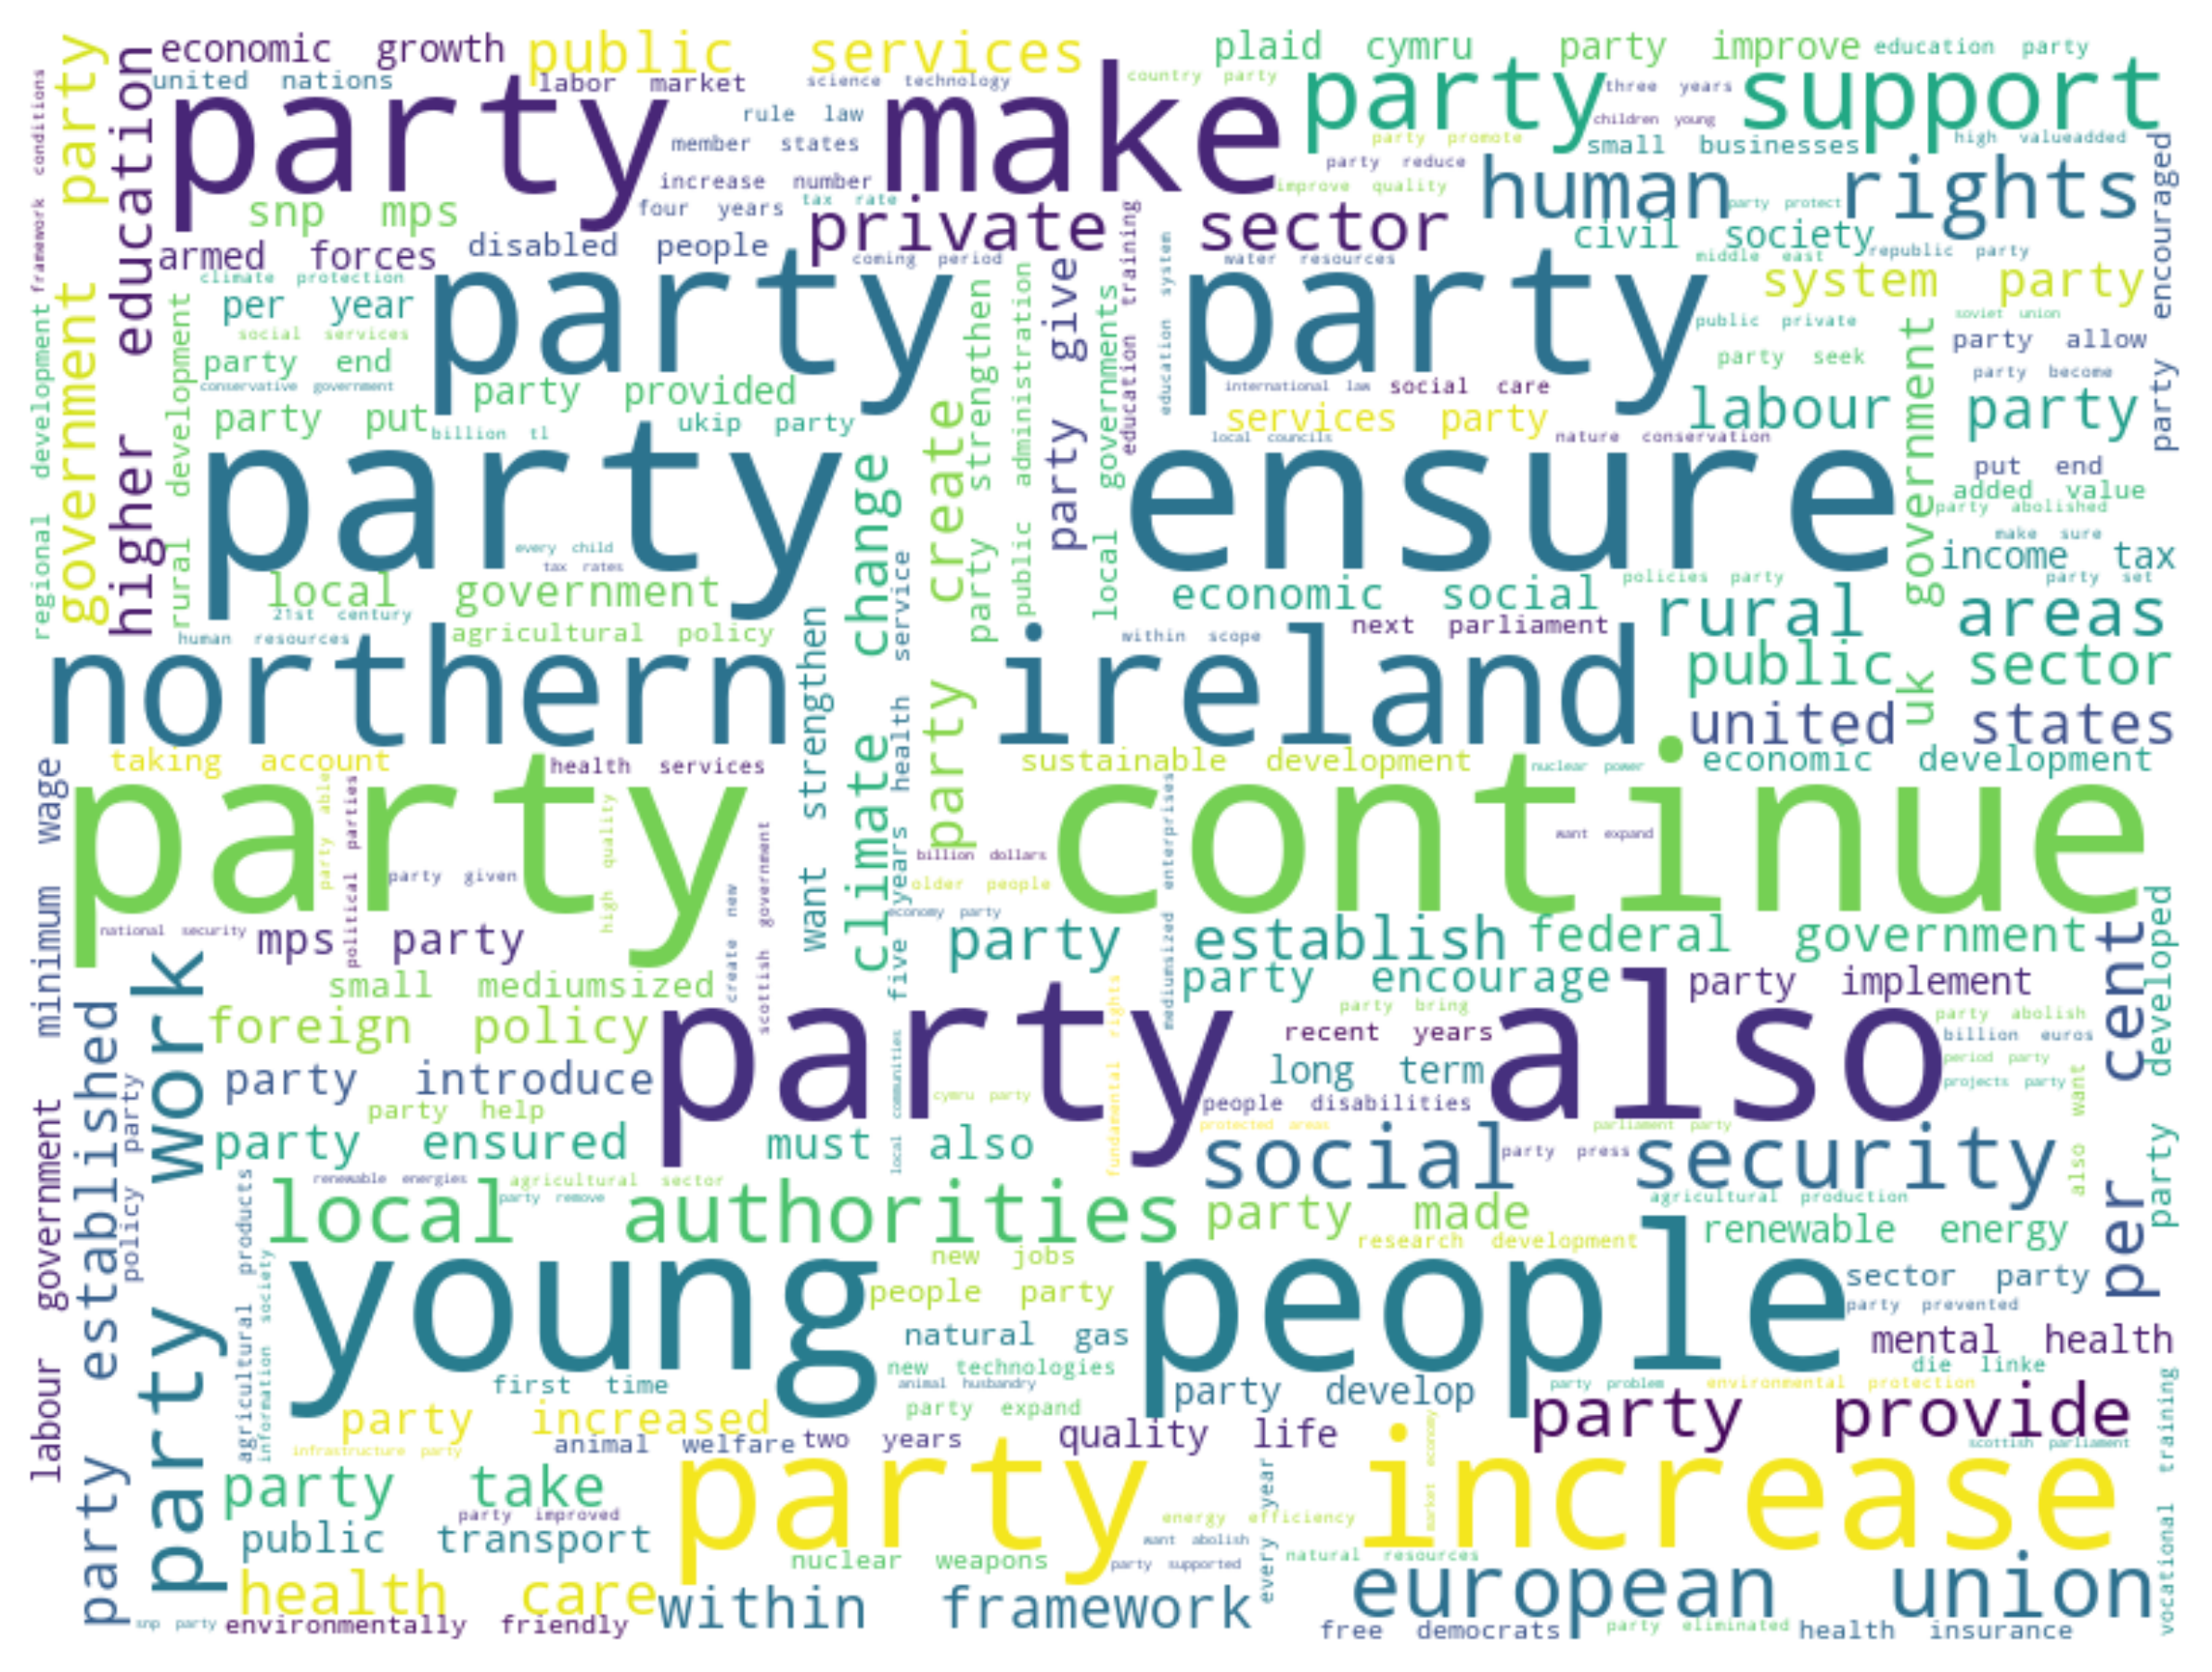 economic growth
public services
plaid cymru
party improve
education party
united nations
labor market
science technology
country party
party make
party support
three years
rule law
children young
party promote
high valueadded
member states
small businesses
party reduce
increase number
improve quality
human rights
snp mps
four years
tax rate
private sector
party protect
armed forces
disabled people
civil society
coming period
water resources
middle east
republic party
climate protection
system party
per year
party
party ensure
social services
public private
soviet union
party allow
party end
party seek
conservative government
party provided
international law
social care
party become
party put
billion tl
ukip party
services party
labour party
local councils
nature conservation
party continue
put end
added value
party abolished
every child
tax rates
make sure
income tax
local government
economic social
policies party
party set
21st century
rural areas
human resources
agricultural policy
within scope
next parliament
northern ireland
public sector
united states
taking account
health services
sustainable development
nuclear power
economic development
party
want expand
billion dollars
party given
older people
economy party
national security
mps party
party establish
federal government
small mediumsized
party encourage
party implement
foreign policy
party also
party bring
party abolish
recent years
billion euros
party introduce
long term
period party
projects party
party help
cymru party
people disabilities
party ensured
must also
protected areas
parliament party
social security
party press
renewable energies
agricultural sector
party remove
agricultural production
local authorities
party made
renewable energy
research development
young people
new jobs
people party
sector party
party prevented
natural gas
mental health
new technologies
die linke
first time
animal husbandry
party develop
party problem
environmental protection
party expand
party provide
party increased
animal welfare
two years
quality life
infrastructure party
scottish parliament
party increase
party take
party improved
energy efficiency
public transport
want abolish
nuclear weapons
party supported
natural resources
health care
within framework
european union
snp party
environmentally friendly
free democrats
party eliminated
health insurance
framework conditions
regional development
government party
higher education
rural development
minimum wage
labour government
party established
policy party
party work
agricultural products
information society
party able
political parties
high quality
create new
scottish government
want strengthen
climate change
health service
five years
local communities
party create
party strengthen
public administration
party give
local governments
education training
education system
mediumsized enterprises
fundamental rights
every year
market economy
uk government
party encouraged
party developed
per cent
also want
vocational training